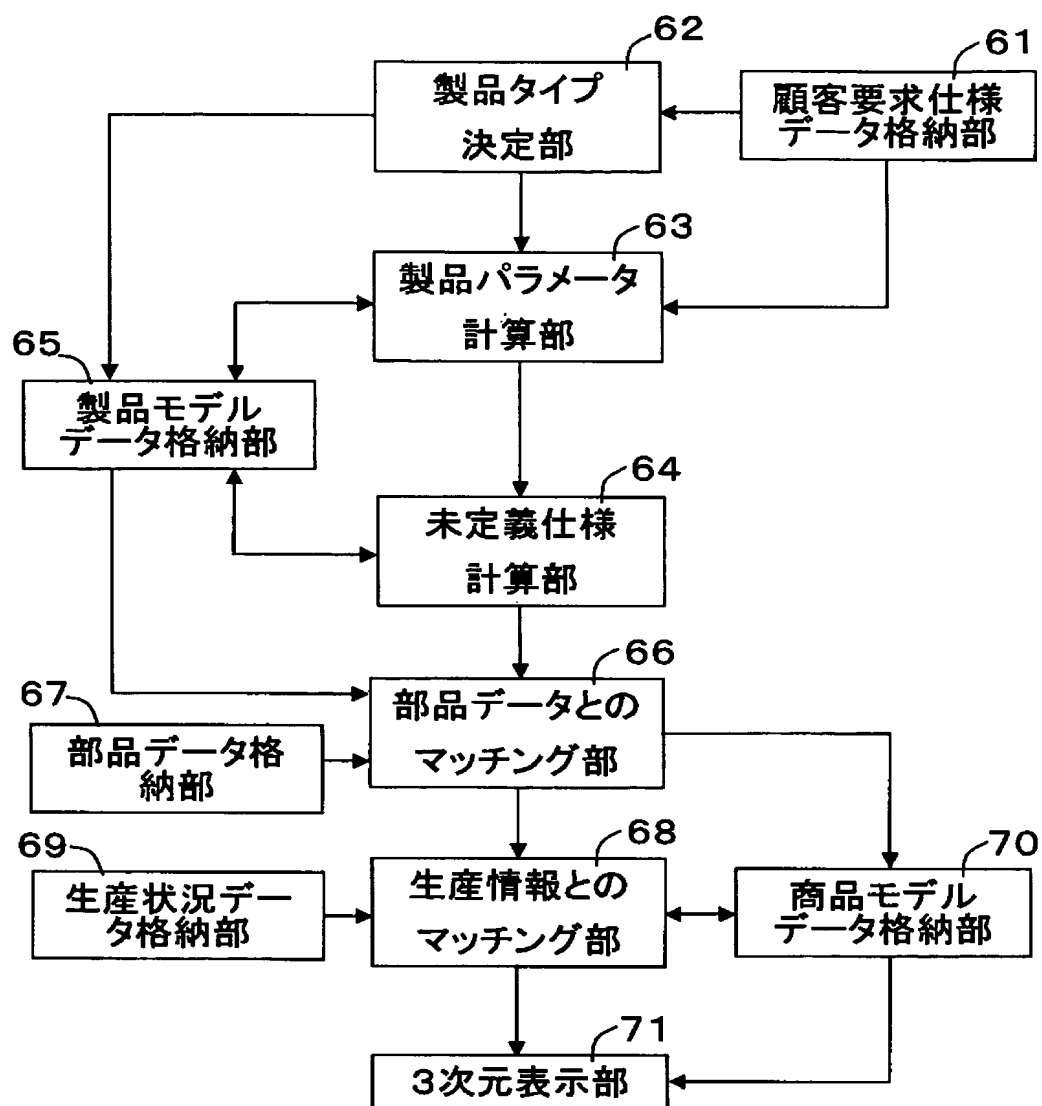 62
製品タイプ
決定部
61
顧客要求仕様
データ格納部
63
製品パラメータ
計算部
65
製品モデル
データ格納部
64
未定義仕様
計算部
66
部品データとの
マッチング部
67
部品データ格
納部
68
生産情報との
マッチング部
69
生産状況デー
タ格納部
70
商品モデル
データ格納部
71
3次元表示部